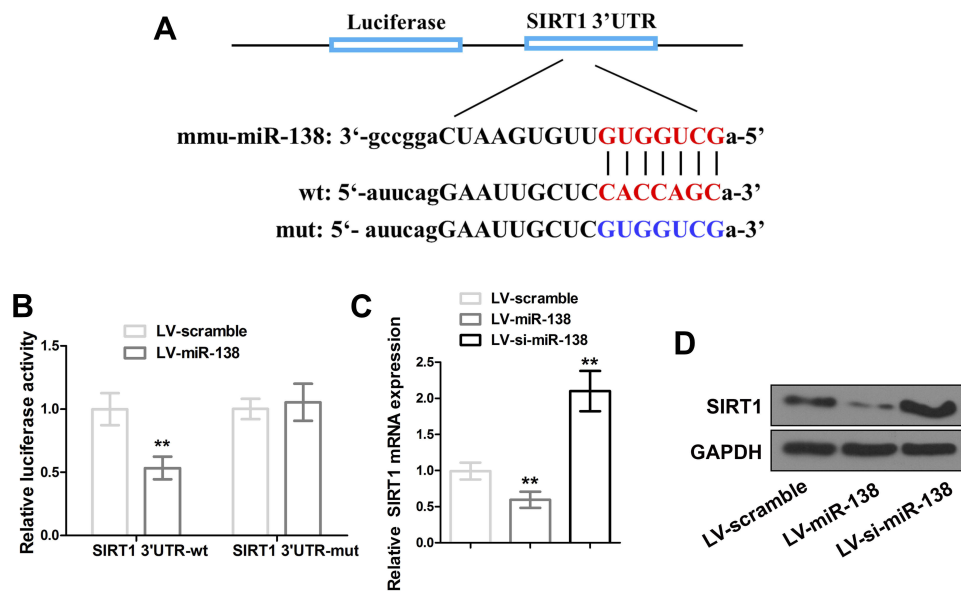 A
Luciferase
SIRT1 3’UTR
mmu-miR-138: 3‘-gccggaCUAAGUGUUGUGGUCGa-5’
wt: 5‘-auucagGAAUUGCUCCACCAGCa-3’
mut: 5‘- auucagGAAUUGCUCGUGGUCGa-3’
B
LV-scramble
LV-miR-138
Relative luciferase activity
1.5
1.0
0.5
0.0
**
SIRT1 3'UTR-wt
SIRT1 3'UTR-mut
C
LV-scramble
LV-miR-138
LV-si-miR-138
Relative SIRT1 mRNA expression
2.5
2.0
1.5
1.0
0.5
0.0
**
**
D
SIRT1
GAPDH
LV-scramble
LV-miR-138
LV-si-miR-138